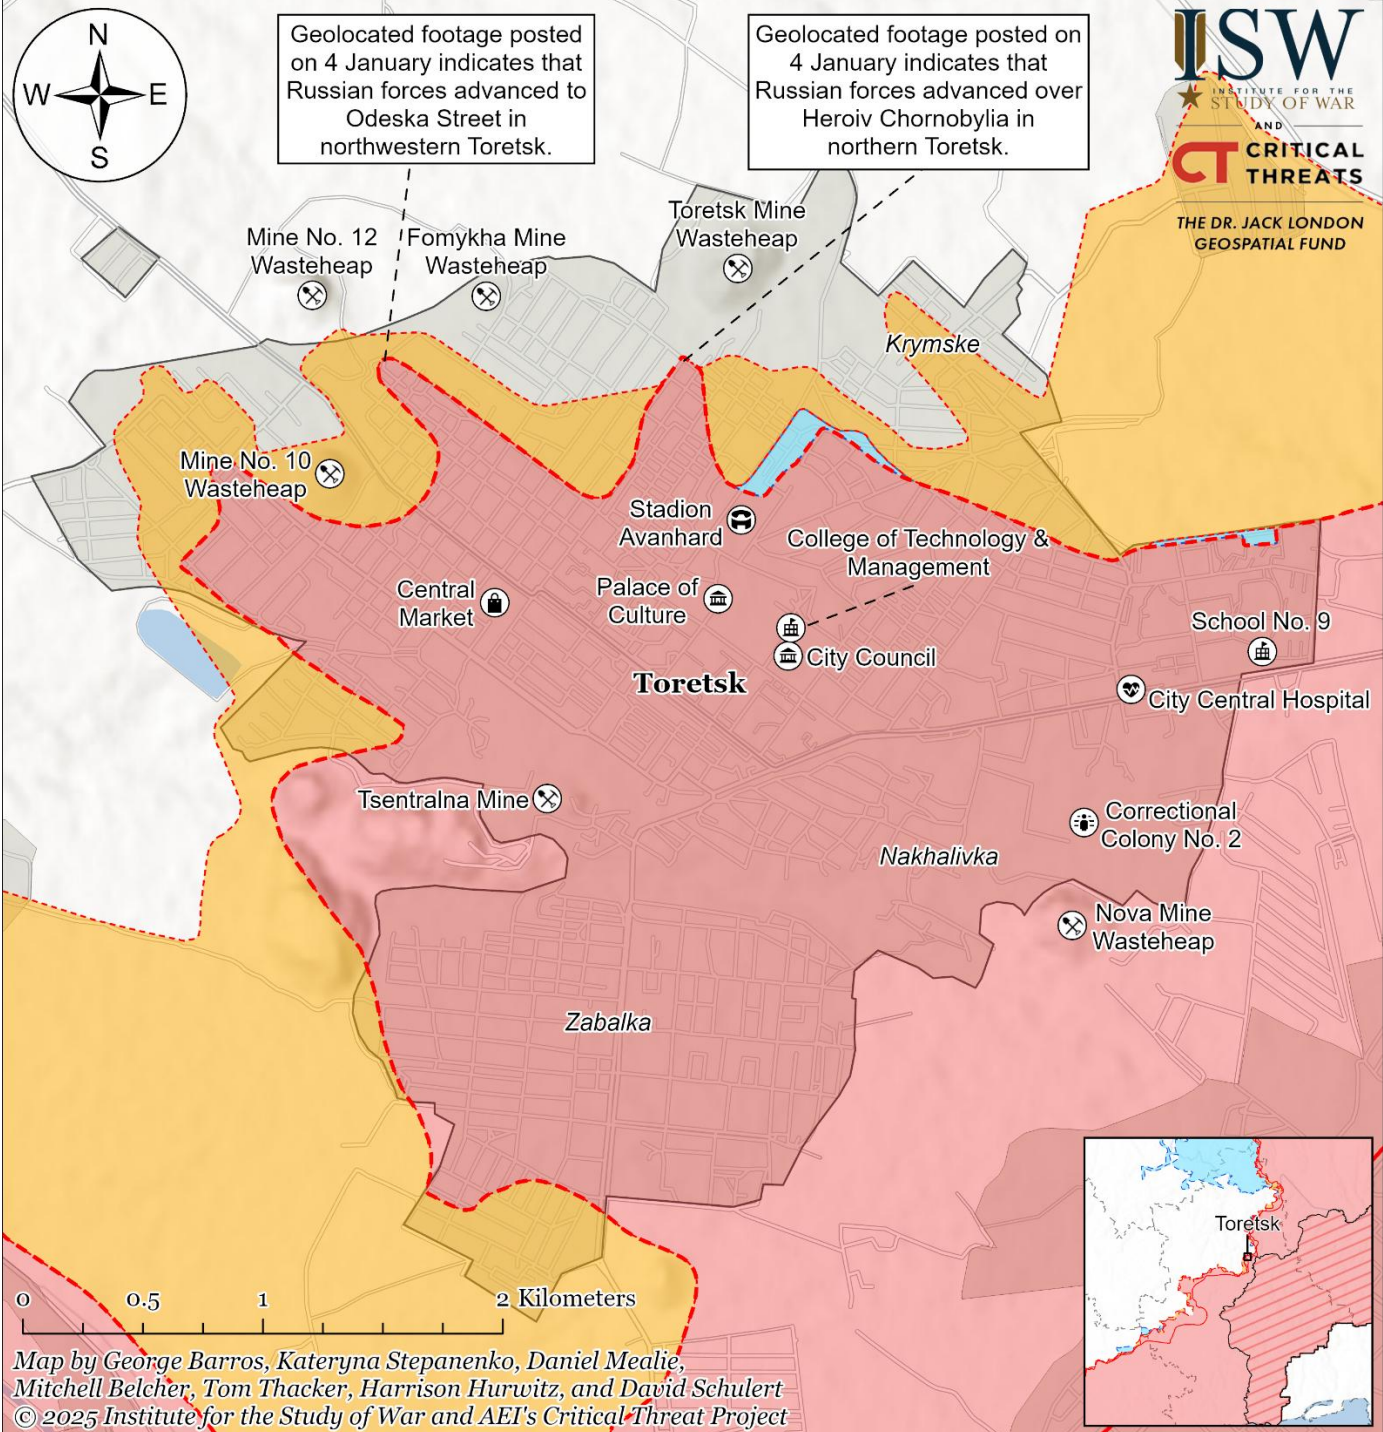 N
W
E
S
Geolocated footage posted
on 4 January indicates that
Russian forces advanced to
Odeska Street in
northwestern Toretsk.
Geolocated footage posted on
4 January indicates that
Russian forces advanced over
Heroiv Chornobylia in
northern Toretsk.
ISW
INSTITUTE FOR THE
STUDY OF WAR
AND
CT CRITICAL
THREATS
THE DR. JACK LONDON
GEOSPATIAL FUND
Mine No. 12
Wasteheap
Fomykha Mine
Wasteheap
Toretsk Mine
Wasteheap
Krymske
Mine No. 10
Wasteheap
Stadion
Avanhard
College of Technology &
Management
Central
Market
Palace of
Culture
City Council
School No. 9
Toretsk
City Central Hospital
Tsentralna Mine
Correctional
Colony No. 2
Nakhalivka
Nova Mine
Wasteheap
Zabalka
Toretsk
0 0.5 1 2 Kilometers
Map by George Barros, Kateryna Stepanenko, Daniel Mealie,
Mitchell Belcher, Tom Thacker, Harrison Hurwitz, and David Schulert
© 2025 Institute for the Study of War and AEI's Critical Threat Project